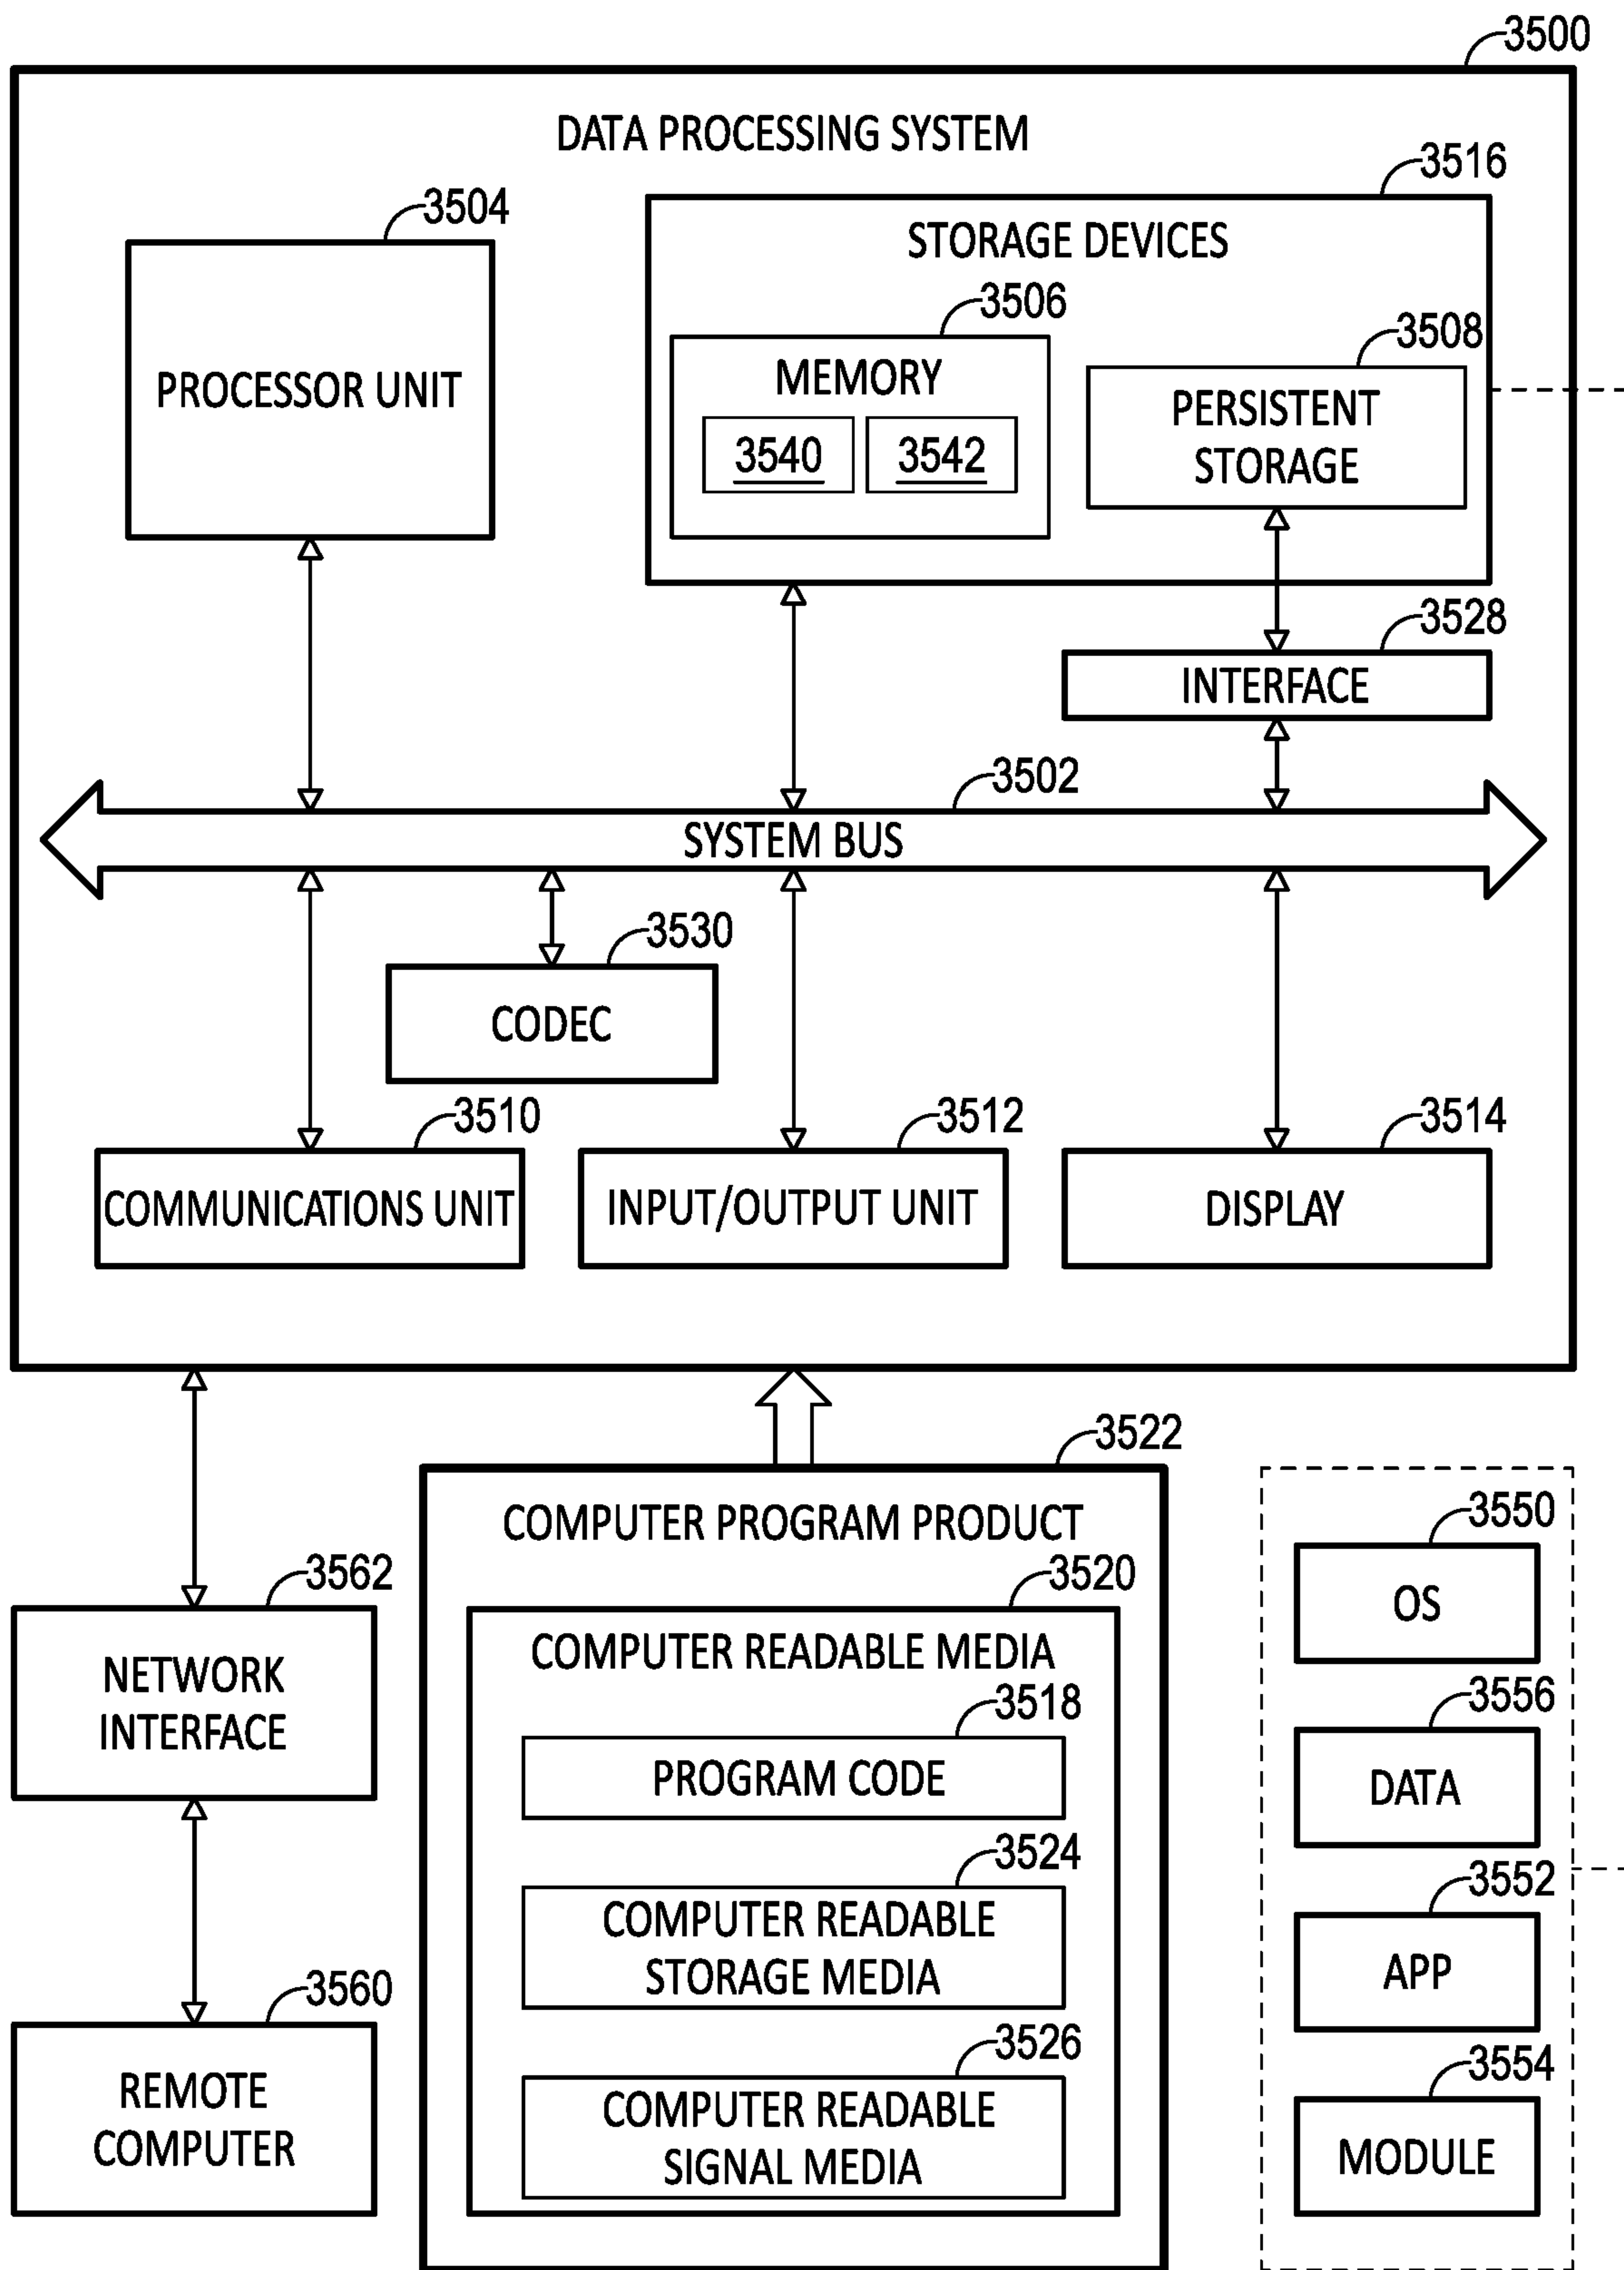 3500
DATA PROCESSING SYSTEM
3504
PROCESSOR UNIT
3516
STORAGE DEVICES
3506
MEMORY
3540
3542
3508
PERSISTENT
STORAGE
3528
INTERFACE
3502
SYSTEM BUS
3530
CODEC
3510
COMMUNICATIONS UNIT
3512
INPUT/OUTPUT UNIT
3514
DISPLAY
3562
NETWORK
INTERFACE
3560
REMOTE
COMPUTER
3522
COMPUTER PROGRAM PRODUCT
3520
COMPUTER READABLE MEDIA
3518
PROGRAM CODE
3524
COMPUTER READABLE
STORAGE MEDIA
3526
COMPUTER READABLE
SIGNAL MEDIA
3550
OS
3556
DATA
3552
APP
3554
MODULE